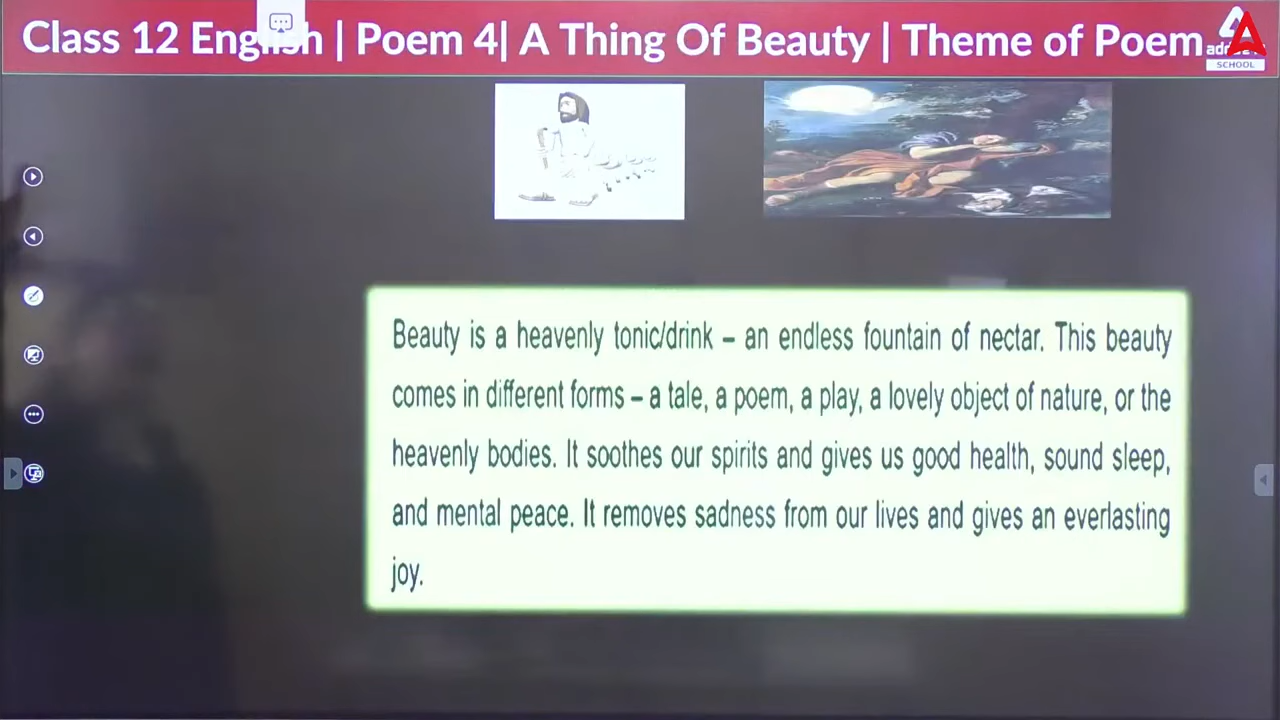 Class 12 English | Poem 4| A Thing Of Beauty | Theme of Poem
SCHOOL
Beauty is a heavenly tonic/drink – an endless fountain of nectar. This beauty
comes in different forms – a tale, a poem, a play, a lovely object of nature, or the
heavenly bodies. It soothes our spirits and gives us good health, sound sleep,
and mental peace. It removes sadness from our lives and gives an everlasting
joy.